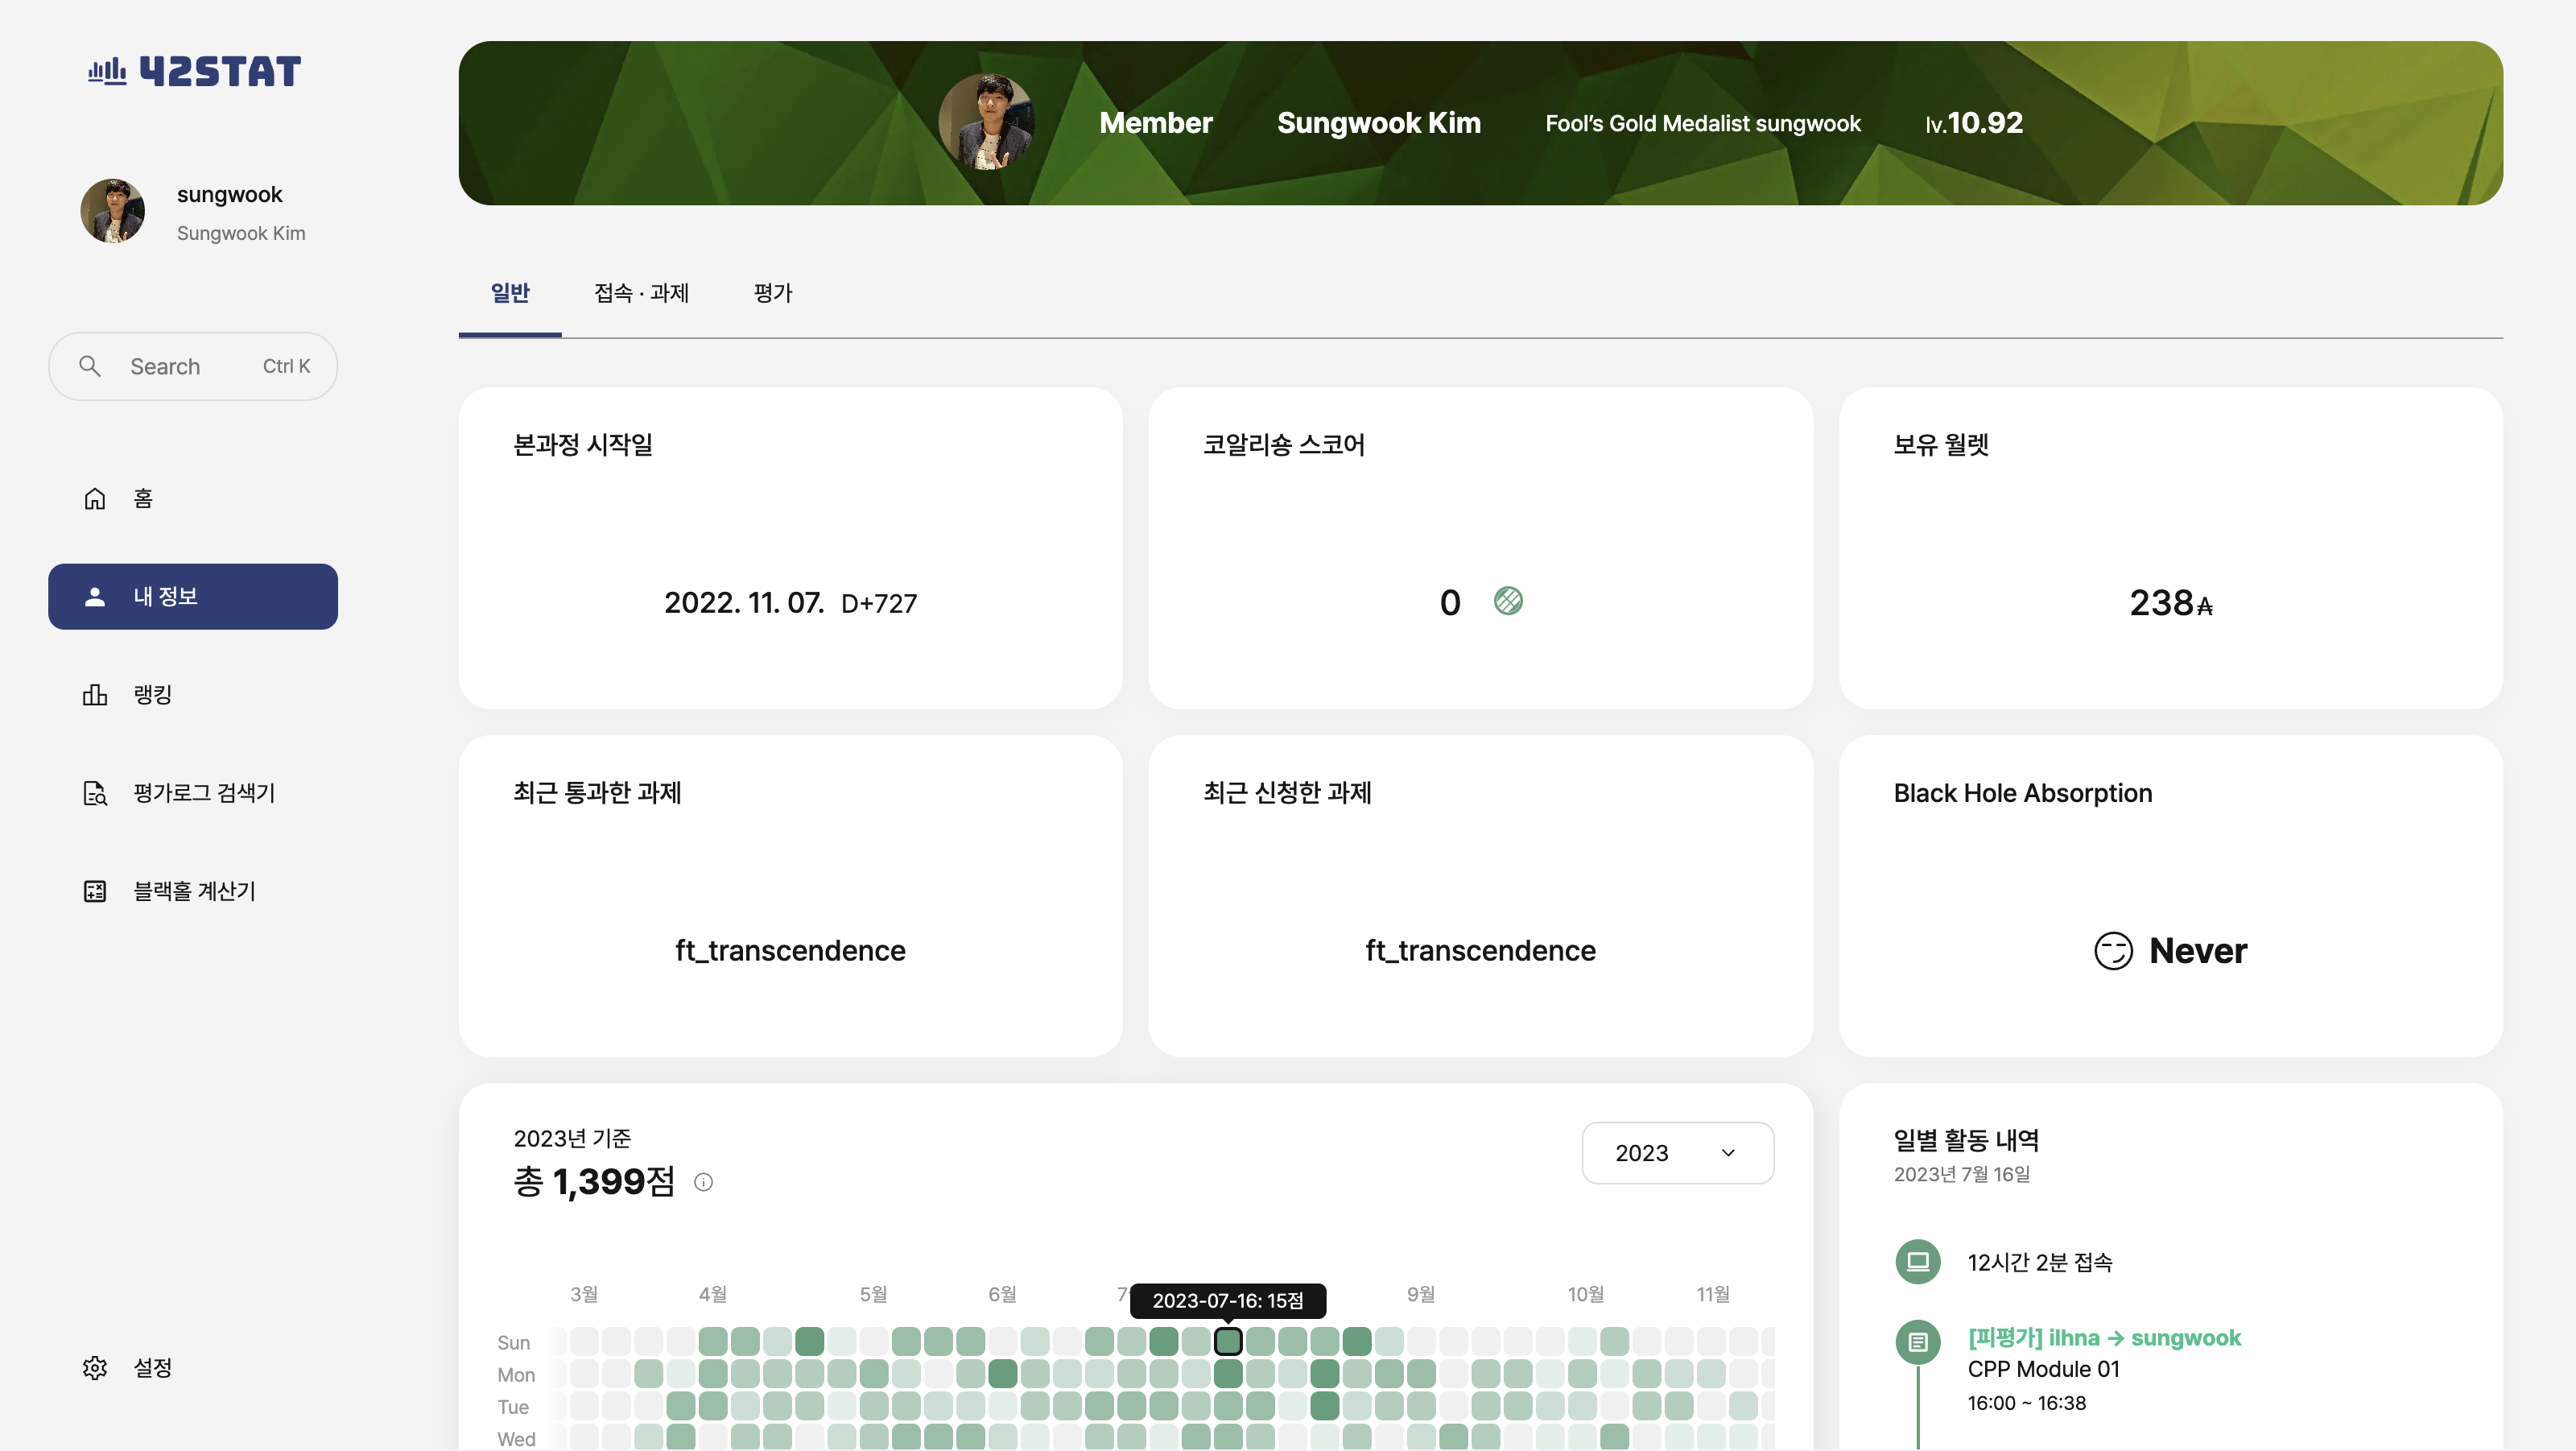 42STAT
sungwook
Sungwook Kim
Search Ctrl K
홈
내 정보
랭킹
평가로그 검색기
블랙홀 계산기
설정
Member Sungwook Kim Fool’s Gold Medalist sungwook lv.10.92
일반 접속 · 과제 평가
본과정 시작일
2022. 11. 07. D+727
코알리숑 스코어
0
보유 월렛
238₳
최근 통과한 과제
ft_transcendence
최근 신청한 과제
ft_transcendence
Black Hole Absorption
Never
2023년 기준
총 1,399점
2023
3월 4월 5월 6월 9월 10월 11월
2023-07-16: 15점
Sun
Mon
Tue
Wed
일별 활동 내역
2023년 7월 16일
12시간 2분 접속
[피평가] ilhna → sungwook
CPP Module 01
16:00 ~ 16:38